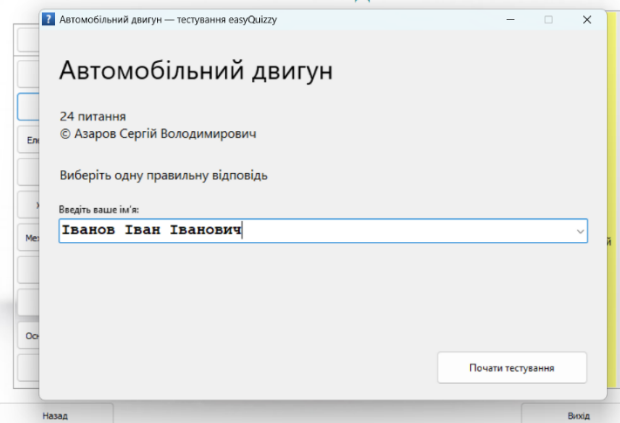 Автомобільний двигун — тестування easyQuizzy
Автомобільний двигун
24 питання
© Азаров Сергій Володимирович
Виберіть одну правильну відповідь
Введіть ваше ім'я:
Іванов Іван Іванович
Почати тестування
Назад
Вихід